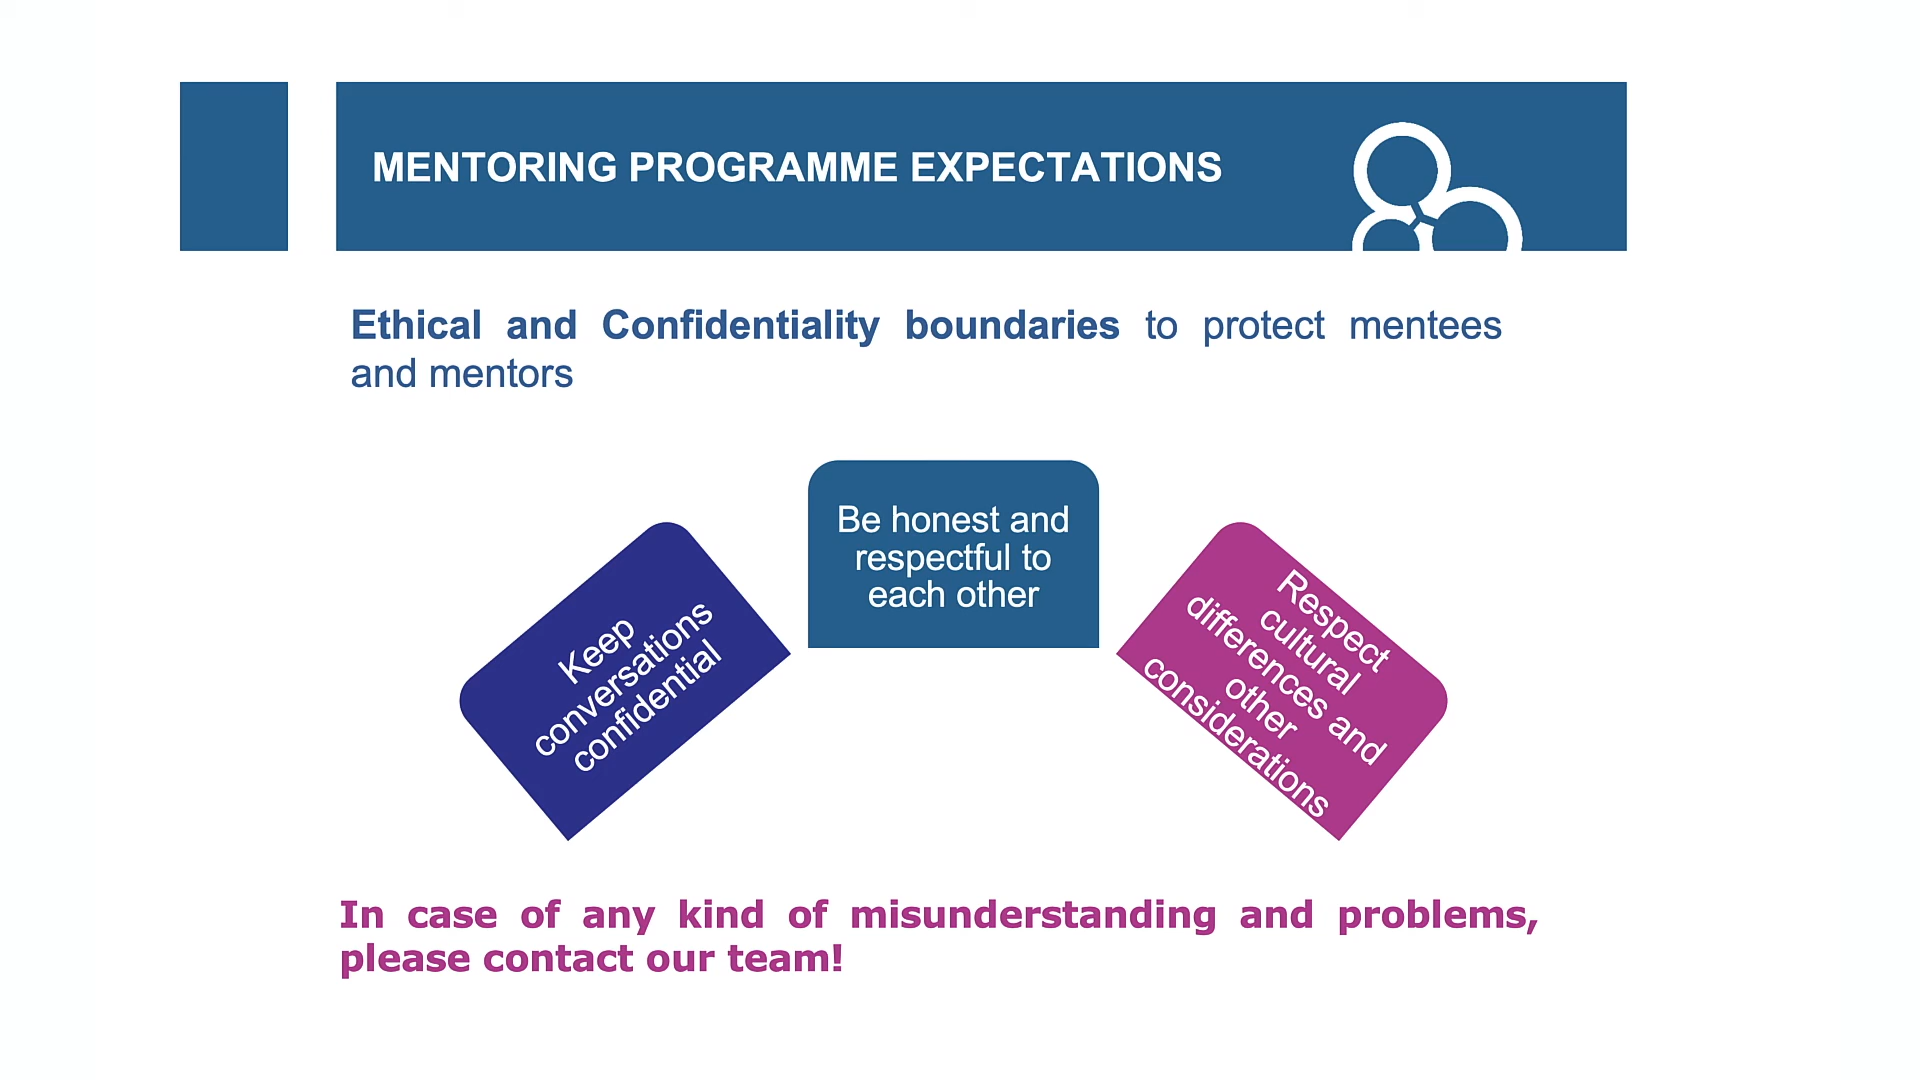 MENTORING PROGRAMME EXPECTATIONS
Ethical and Confidentiality boundaries to protect mentees
and mentors
Keep
conversations
confidential
Be honest and
respectful to
each other
Respect
cultural
differences and
other
considerations
In case of any kind of misunderstanding and problems,
please contact our team!